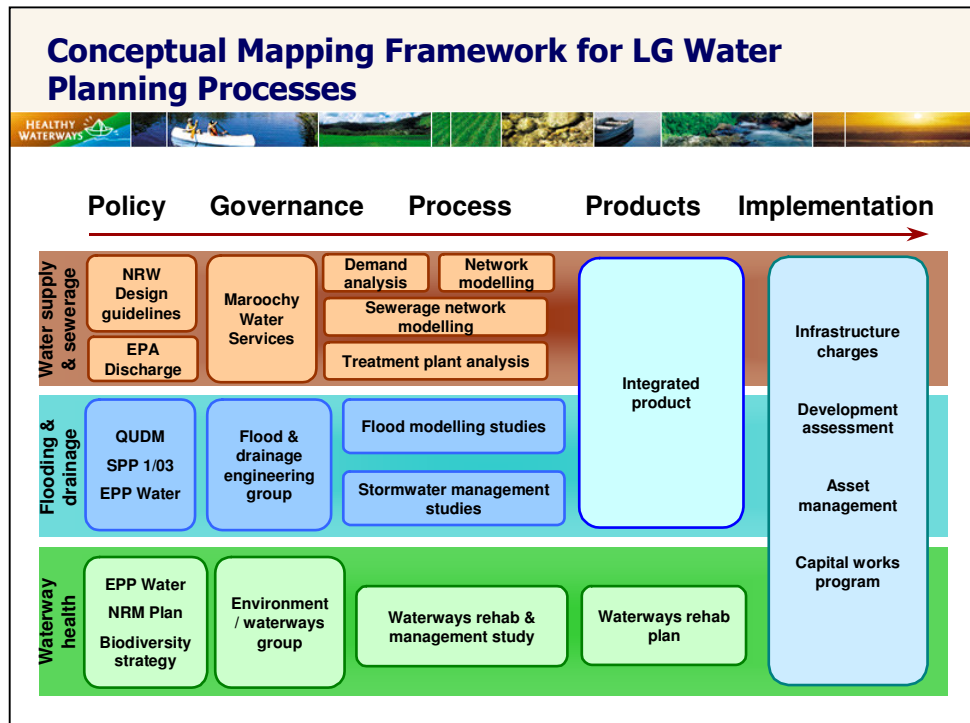 Conceptual Mapping Framework for LG Water
Planning Processes
HEALTHY
WATERWAYS
Policy
Governance
Process
Products
Implementation
Water supply
& sewerage
NRW
Design
guidelines
EPA
Discharge
Maroochy
Water
Services
Demand
analysis
Network
modelling
Sewerage network
modelling
Treatment plant analysis
Integrated
product
Infrastructure
charges
Development
assessment
Asset
management
Capital works
program
Flooding &
drainage
QUDM
SPP 1/03
EPP Water
Flood &
drainage
engineering
group
Flood modelling studies
Stormwater management
studies
Waterway
health
EPP Water
NRM Plan
Biodiversity
strategy
Environment
/ waterways
group
Waterways rehab &
management study
Waterways rehab
plan